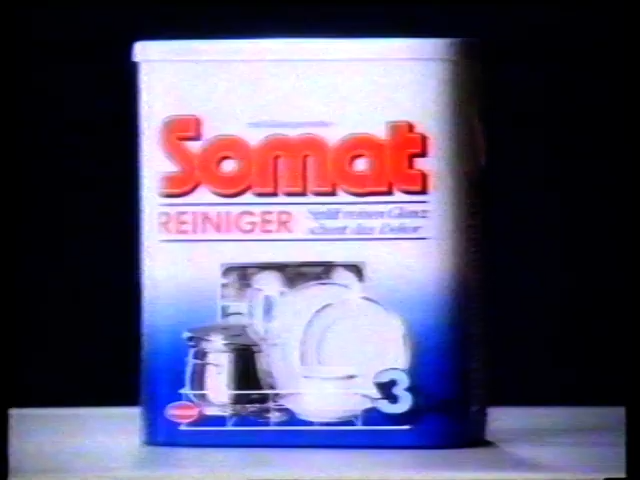 Somat
REINIGER
Spült reinen Glanz
schont das Dekor
3